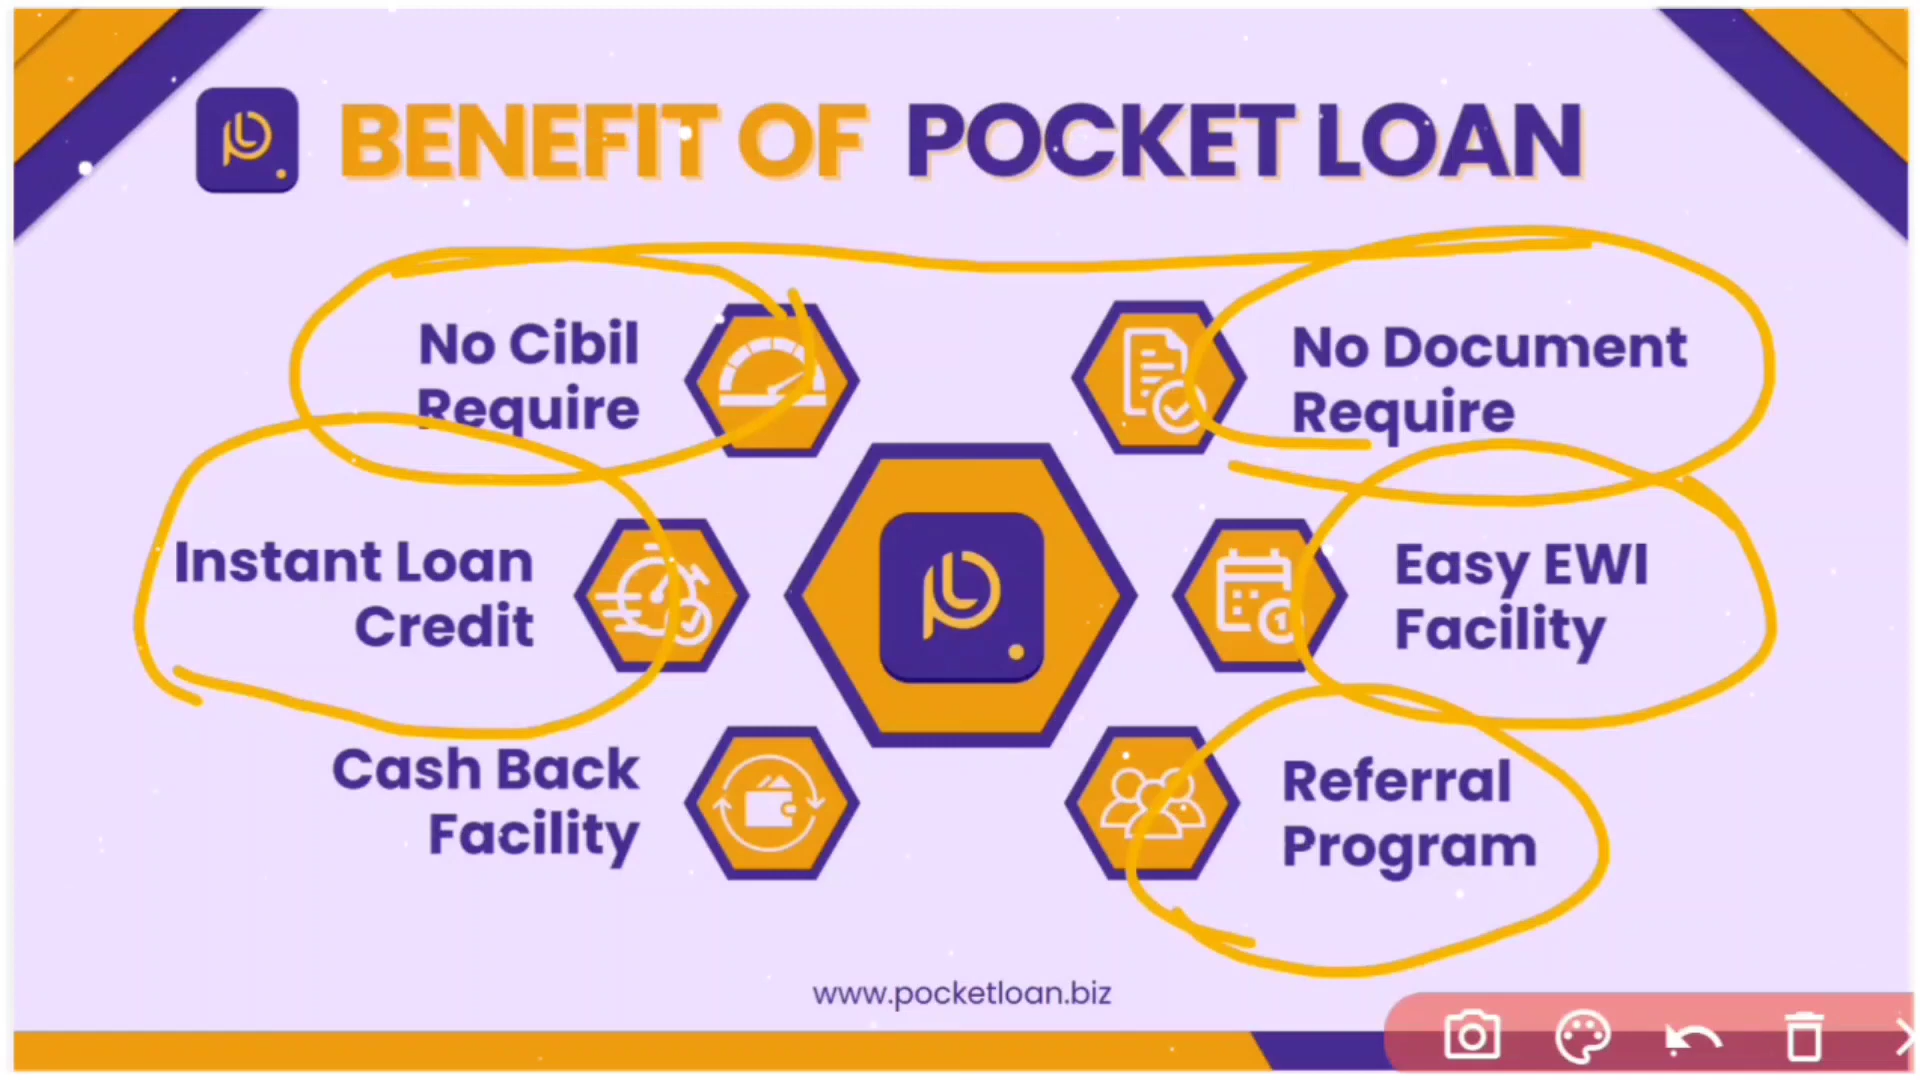 BENEFIT OF POCKET LOAN
No Cibil
Require
No Document
Require
Instant Loan
Credit
Easy EWI
Facility
Cash Back
Facility
Referral
Program
www.pocketloan.biz